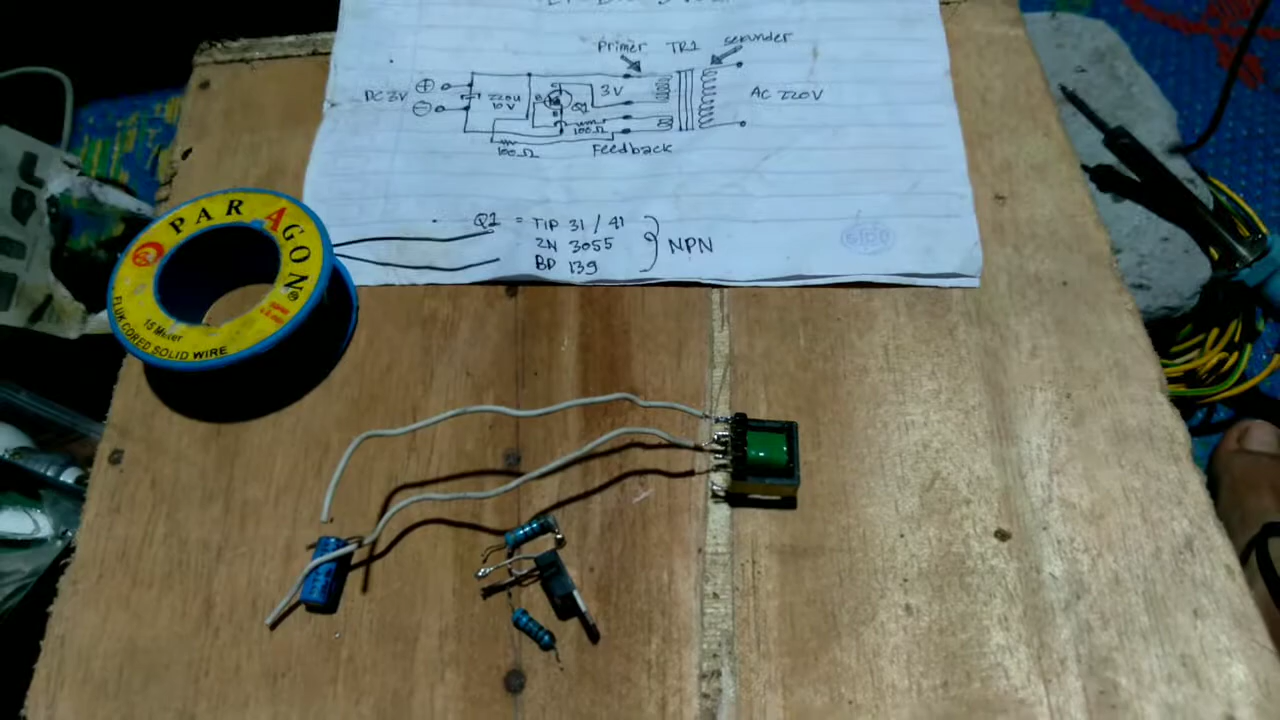 Primer TR1 sekunder
DC 3V
220u
10V
B
Q1
3V
AC 220V
100Ω
100Ω
Feedback
Q1 = TIP 31 / 41
2N 3055
BD 139
NPN
PARAGON®
15 Meter
FLUX CORED SOLID WIRE